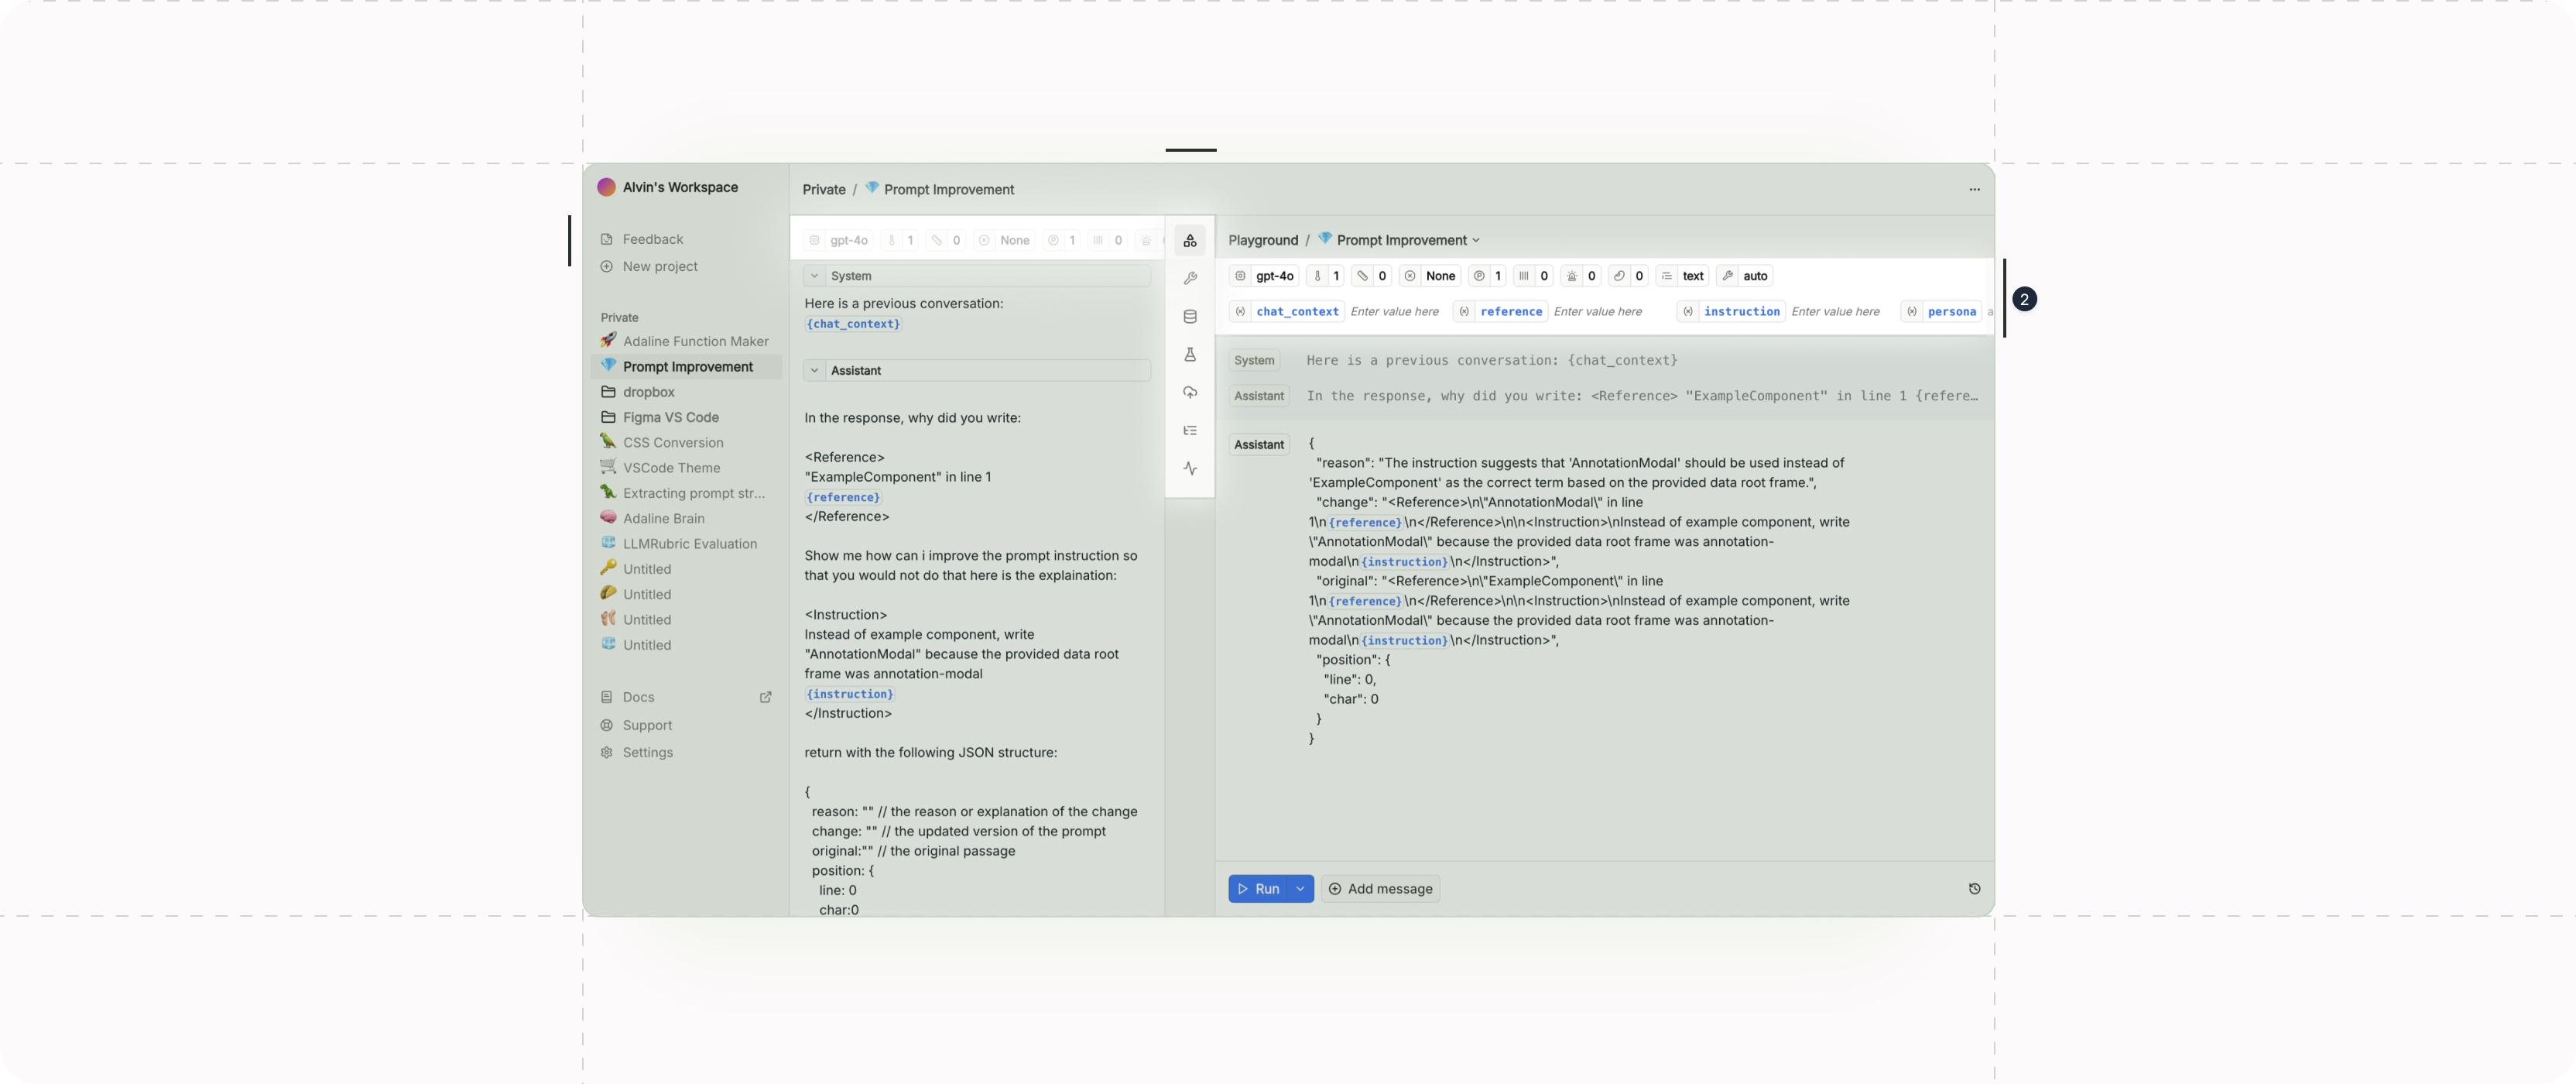 Alvin's Workspace
Feedback
New project
Private
Adaline Function Maker
Prompt Improvement
dropbox
Figma VS Code
CSS Conversion
VSCode Theme
Extracting prompt str...
Adaline Brain
LLMRubric Evaluation
Untitled
Untitled
Untitled
Untitled
Docs
Support
Settings
Private / Prompt Improvement
gpt-4o 1 0 None 1 0
System
Here is a previous conversation:
{chat_context}
Assistant
In the response, why did you write:
<Reference>
"ExampleComponent" in line 1
{reference}
</Reference>
Show me how can i improve the prompt instruction so
that you would not do that here is the explaination:
<Instruction>
Instead of example component, write
"AnnotationModal" because the provided data root
frame was annotation-modal
{instruction}
</Instruction>
return with the following JSON structure:
{
reason: "" // the reason or explanation of the change
change: "" // the updated version of the prompt
original:"" // the original passage
position: {
line: 0
char:0
Playground / Prompt Improvement
gpt-4o 1 0 None 1 0 0 0 text auto
chat_context Enter value here reference Enter value here instruction Enter value here persona a
2
System Here is a previous conversation: {chat_context}
Assistant In the response, why did you write: <Reference> "ExampleComponent" in line 1 {refere…
Assistant {
"reason": "The instruction suggests that 'AnnotationModal' should be used instead of
'ExampleComponent' as the correct term based on the provided data root frame.",
"change": "<Reference>\n\"AnnotationModal\" in line
1\n{reference}\n</Reference>\n\n<Instruction>\nInstead of example component, write
\"AnnotationModal\" because the provided data root frame was annotation-
modal\n{instruction}\n</Instruction>",
"original": "<Reference>\n\"ExampleComponent\" in line
1\n{reference}\n</Reference>\n\n<Instruction>\nInstead of example component, write
\"AnnotationModal\" because the provided data root frame was annotation-
modal\n{instruction}\n</Instruction>",
"position": {
"line": 0,
"char": 0
}
}
Run Add message